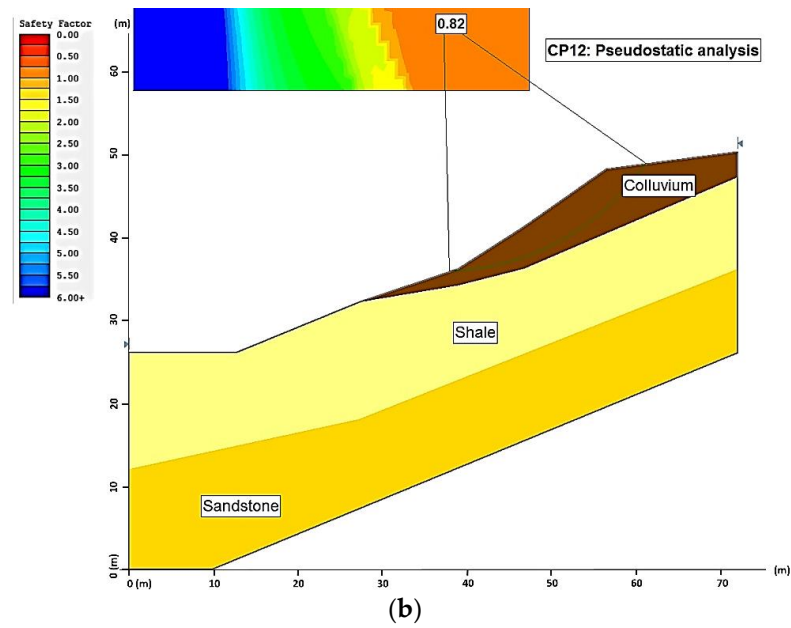 Safety Factor
0.00
0.50
1.00
1.50
2.00
2.50
3.00
3.50
4.00
4.50
5.00
5.50
6.00+
(m)
60
50
40
30
20
10
0 (m)
0.82
CP12: Pseudostatic analysis
Colluvium
Shale
Sandstone
0 (m)
10
20
30
40
50
60
70
(m)
(b)